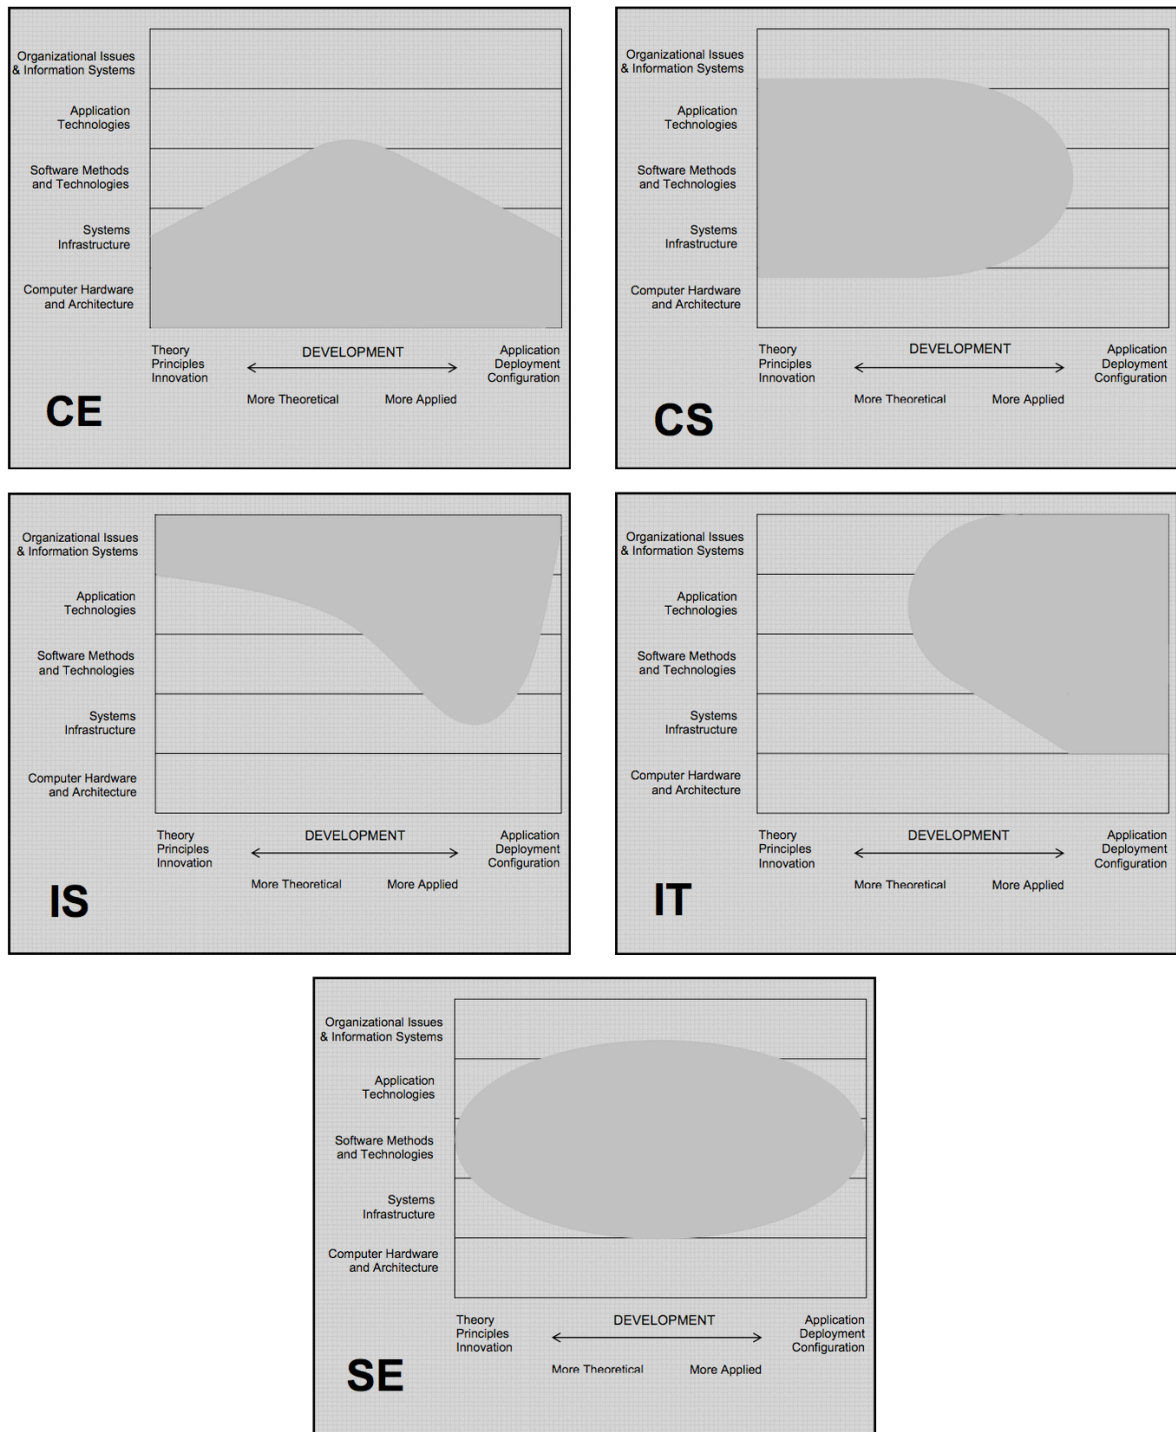 Organizational Issues
& Information Systems
Application
Technologies
Software Methods
and Technologies
Systems
Infrastructure
Computer Hardware
and Architecture
Theory
Principles
Innovation
DEVELOPMENT
Application
Deployment
Configuration
More Theoretical
More Applied
CE
Organizational Issues
& Information Systems
Application
Technologies
Software Methods
and Technologies
Systems
Infrastructure
Computer Hardware
and Architecture
Theory
Principles
Innovation
DEVELOPMENT
Application
Deployment
Configuration
More Theoretical
More Applied
CS
Organizational Issues
& Information Systems
Application
Technologies
Software Methods
and Technologies
Systems
Infrastructure
Computer Hardware
and Architecture
Theory
Principles
Innovation
DEVELOPMENT
Application
Deployment
Configuration
More Theoretical
More Applied
IS
Organizational Issues
& Information Systems
Application
Technologies
Software Methods
and Technologies
Systems
Infrastructure
Computer Hardware
and Architecture
Theory
Principles
Innovation
DEVELOPMENT
Application
Deployment
Configuration
More Theoretical
More Applied
IT
Organizational Issues
& Information Systems
Application
Technologies
Software Methods
and Technologies
Systems
Infrastructure
Computer Hardware
and Architecture
Theory
Principles
Innovation
DEVELOPMENT
Application
Deployment
Configuration
More Theoretical
More Applied
SE